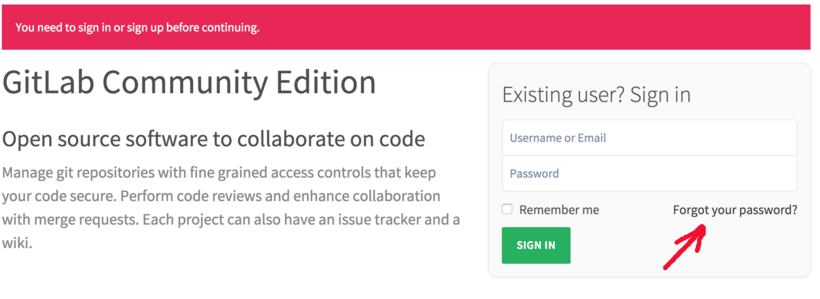 You need to sign in or sign up before continuing.
GitLab Community Edition
Open source software to collaborate on code
Manage git repositories with fine grained access controls that keep
your code secure. Perform code reviews and enhance collaboration
with merge requests. Each project can also have an issue tracker and a
wiki.
Existing user? Sign in
Username or Email
Password
Remember me
Forgot your password?
SIGN IN